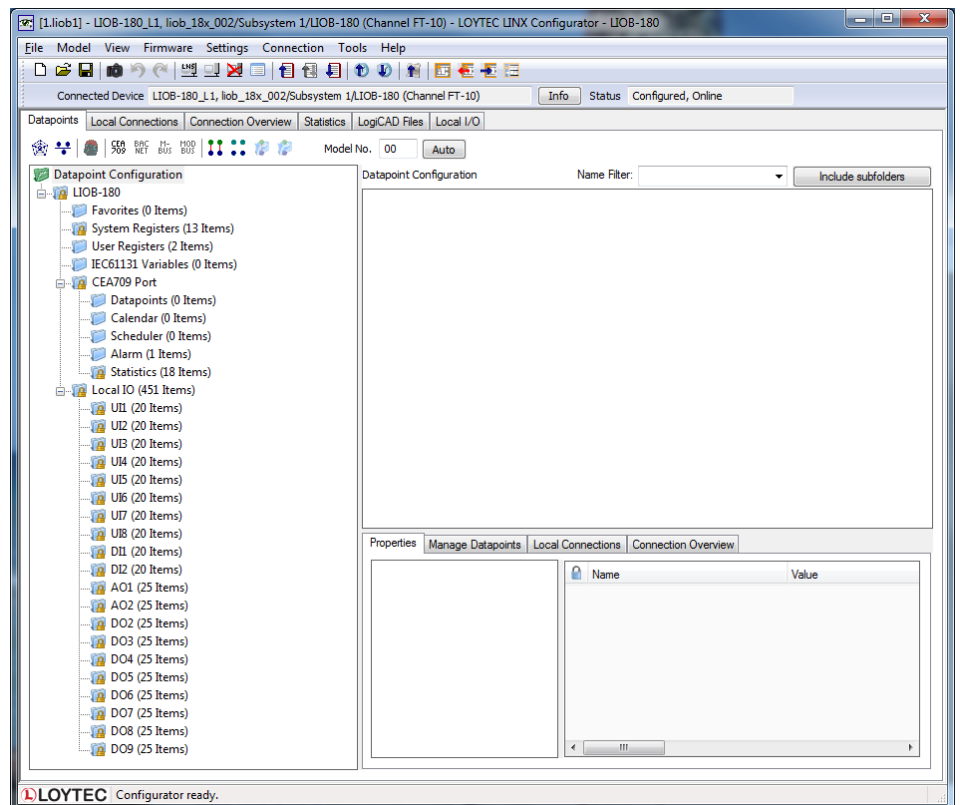 [1.liob1] - LIOB-180_L1, liob_18x_002/Subsystem 1/LIOB-180 (Channel FT-10) - LOYTEC LINX Configurator - LIOB-180
File Model View Firmware Settings Connection Tools Help
Connected Device LIOB-180_L1, liob_18x_002/Subsystem 1/LIOB-180 (Channel FT-10) Info Status Configured, Online
Datapoints Local Connections Connection Overview Statistics LogiCAD Files Local I/O
CEA 709 BAC NET M- BUS MOD BUS Model No. 00 Auto
Datapoint Configuration Datapoint Configuration Name Filter: Include subfolders
LIOB-180
Favorites (0 Items)
System Registers (13 Items)
User Registers (2 Items)
IEC61131 Variables (0 Items)
CEA709 Port
Datapoints (0 Items)
Calendar (0 Items)
Scheduler (0 Items)
Alarm (1 Items)
Statistics (18 Items)
Local IO (451 Items)
UI1 (20 Items)
UI2 (20 Items)
UI3 (20 Items)
UI4 (20 Items)
UI5 (20 Items)
UI6 (20 Items)
UI7 (20 Items)
UI8 (20 Items)
DI1 (20 Items)
DI2 (20 Items)
AO1 (25 Items)
AO2 (25 Items)
DO2 (25 Items)
DO3 (25 Items)
DO4 (25 Items)
DO5 (25 Items)
DO6 (25 Items)
DO7 (25 Items)
DO8 (25 Items)
DO9 (25 Items)
Properties Manage Datapoints Local Connections Connection Overview
Name Value
LOYTEC Configurator ready.